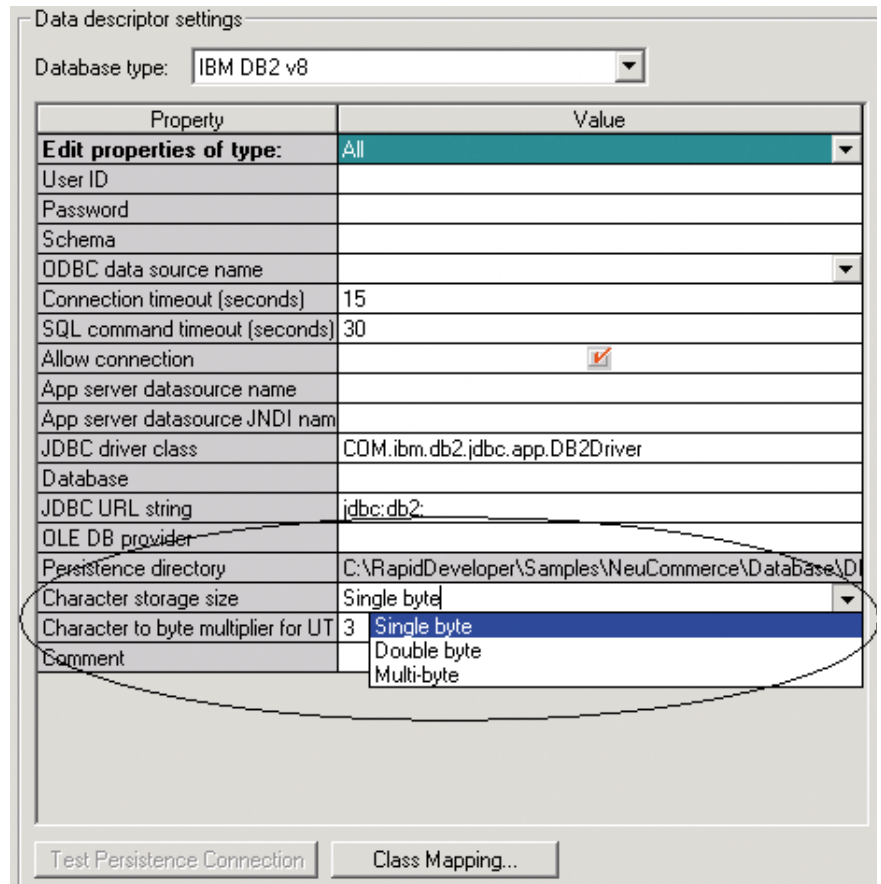 Data descriptor settings
Database type: IBM DB2 v8
Property Value
Edit properties of type: All
User ID
Password
Schema
ODBC data source name
Connection timeout (seconds) 15
SQL command timeout (seconds) 30
Allow connection
App server datasource name
App server datasource JNDI nam
JDBC driver class COM.ibm.db2.jdbc.app.DB2Driver
Database
JDBC URL string jdbc:db2:
OLE DB provider
Persistence directory C:\RapidDeveloper\Samples\NeuCommerce\Database\DI
Character storage size Single byte
Character to byte multiplier for UT 3 Single byte
Double byte
Comment
Multi-byte
Test Persistence Connection Class Mapping...